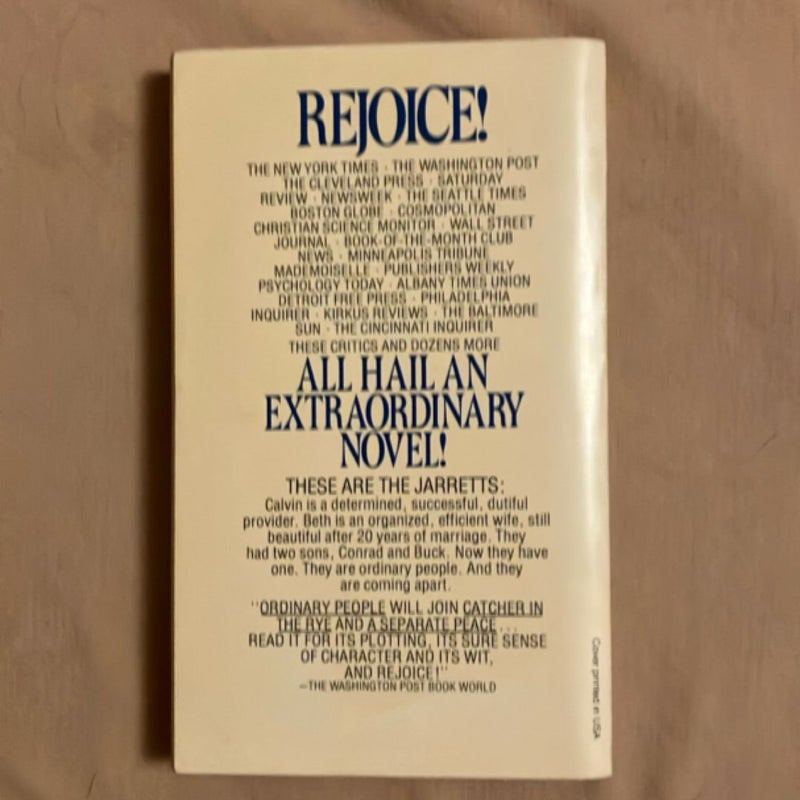 REJOICE!
THE NEW YORK TIMES · THE WASHINGTON POST
THE CLEVELAND PRESS · SATURDAY
REVIEW · NEWSWEEK · THE SEATTLE TIMES
BOSTON GLOBE · COSMOPOLITAN
CHRISTIAN SCIENCE MONITOR · WALL STREET
JOURNAL · BOOK-OF-THE-MONTH CLUB
NEWS · MINNEAPOLIS TRIBUNE
MADEMOISELLE · PUBLISHERS WEEKLY
PSYCHOLOGY TODAY · ALBANY TIMES UNION
DETROIT FREE PRESS · PHILADELPHIA
INQUIRER · KIRKUS REVIEWS · THE BALTIMORE
SUN · THE CINCINNATI INQUIRER
THESE CRITICS AND DOZENS MORE
ALL HAIL AN
EXTRAORDINARY
NOVEL!
THESE ARE THE JARRETTS:
Calvin is a determined, successful, dutiful
provider. Beth is an organized, efficient wife, still
beautiful after 20 years of marriage. They
had two sons, Conrad and Buck. Now they have
one. They are ordinary people. And they
are coming apart.
"ORDINARY PEOPLE WILL JOIN CATCHER IN
THE RYE AND A SEPARATE PEACE . . .
READ IT FOR ITS PLOTTING, ITS SURE SENSE
OF CHARACTER AND ITS WIT,
AND REJOICE!"
—THE WASHINGTON POST BOOK WORLD
Cover printed in USA